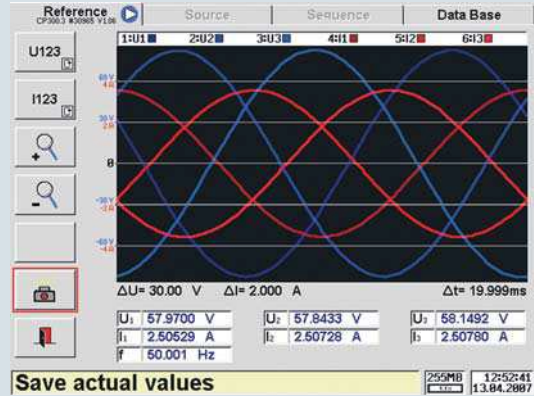 Reference
CP300.3 #30965 V1.06
Source
Sequence
Data Base
U123
1:U1 2:U2 3:U3 4:I1 5:I2 6:I3
I123
60 V
4 A
30 V
2 A
0
-30 V
-2 A
-60 V
-4 A
+
-
ΔU= 30.00 V ΔI= 2.000 A Δt= 19.999ms
U₁ 57.9700 V U₂ 57.8433 V U₃ 58.1492 V
I₁ 2.50529 A I₂ 2.50728 A I₃ 2.50780 A
f 50.001 Hz
Save actual values
255MB
12:52:41
13.04.2007